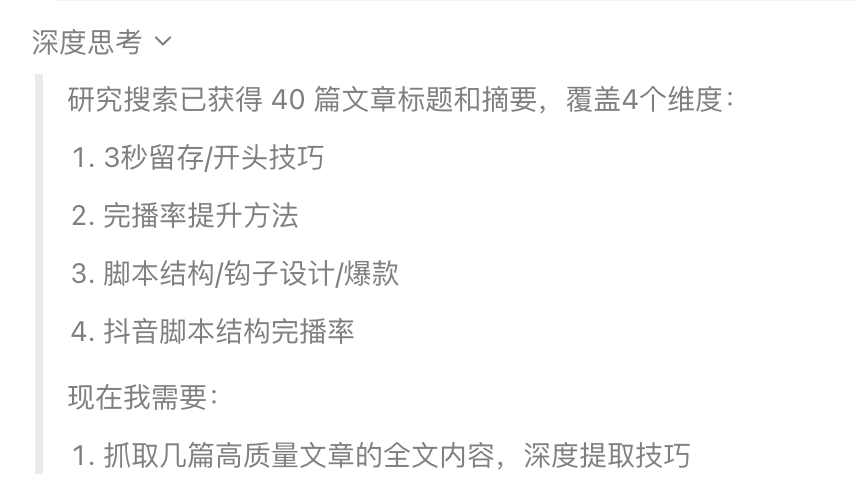 深度思考
研究搜索已获得 40 篇文章标题和摘要，覆盖4个维度：
1. 3秒留存/开头技巧
2. 完播率提升方法
3. 脚本结构/钩子设计/爆款
4. 抖音脚本结构完播率
现在我需要：
1. 抓取几篇高质量文章的全文内容，深度提取技巧